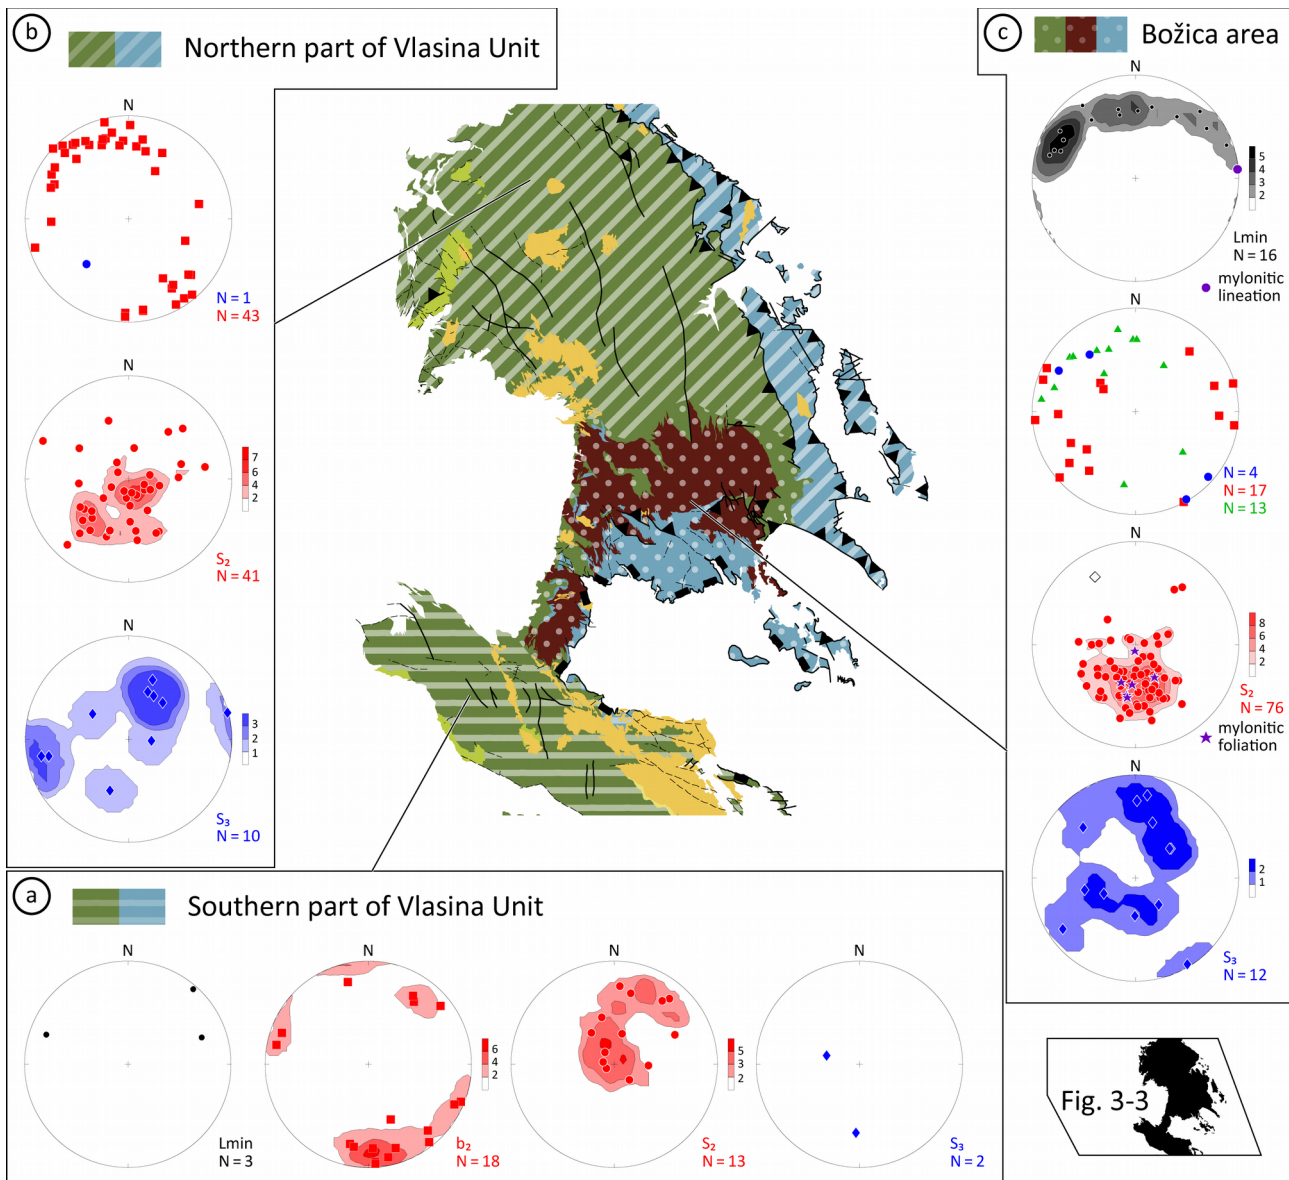 b
Northern part of Vlasina Unit
N
N = 1
N = 43
N
7
6
4
2
S₂
N = 41
N
3
2
1
S₃
N = 10
c
Božica area
N
5
4
3
2
Lmin
N = 16
mylonitic
lineation
N
N = 4
N = 17
N = 13
N
8
6
4
2
S₂
N = 76
mylonitic
foliation
N
2
1
S₃
N = 12
a
Southern part of Vlasina Unit
N
Lmin
N = 3
N
6
4
2
b₂
N = 18
N
5
3
2
S₂
N = 13
N
S₃
N = 2
Fig. 3-3